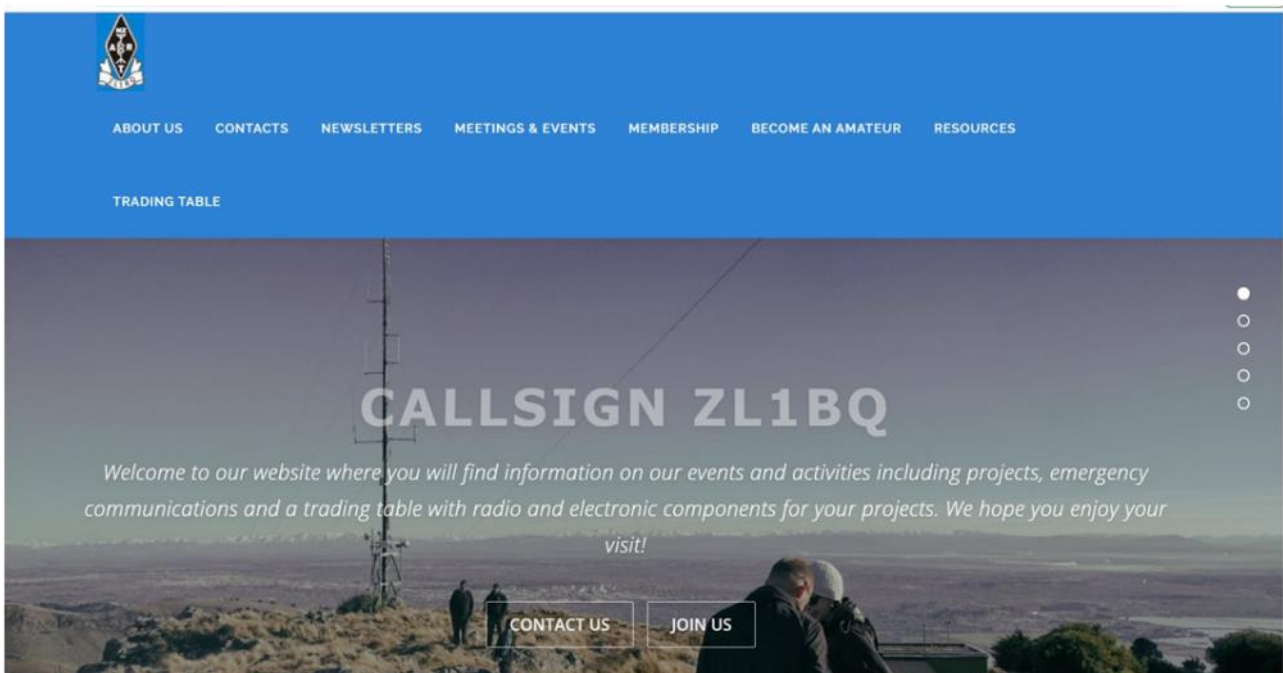 NZ
A R
T
ZL1BQ
ABOUT US CONTACTS NEWSLETTERS MEETINGS & EVENTS MEMBERSHIP BECOME AN AMATEUR RESOURCES
TRADING TABLE
CALLSIGN ZL1BQ
Welcome to our website where you will find information on our events and activities including projects, emergency
communications and a trading table with radio and electronic components for your projects. We hope you enjoy your
visit!
CONTACT US JOIN US